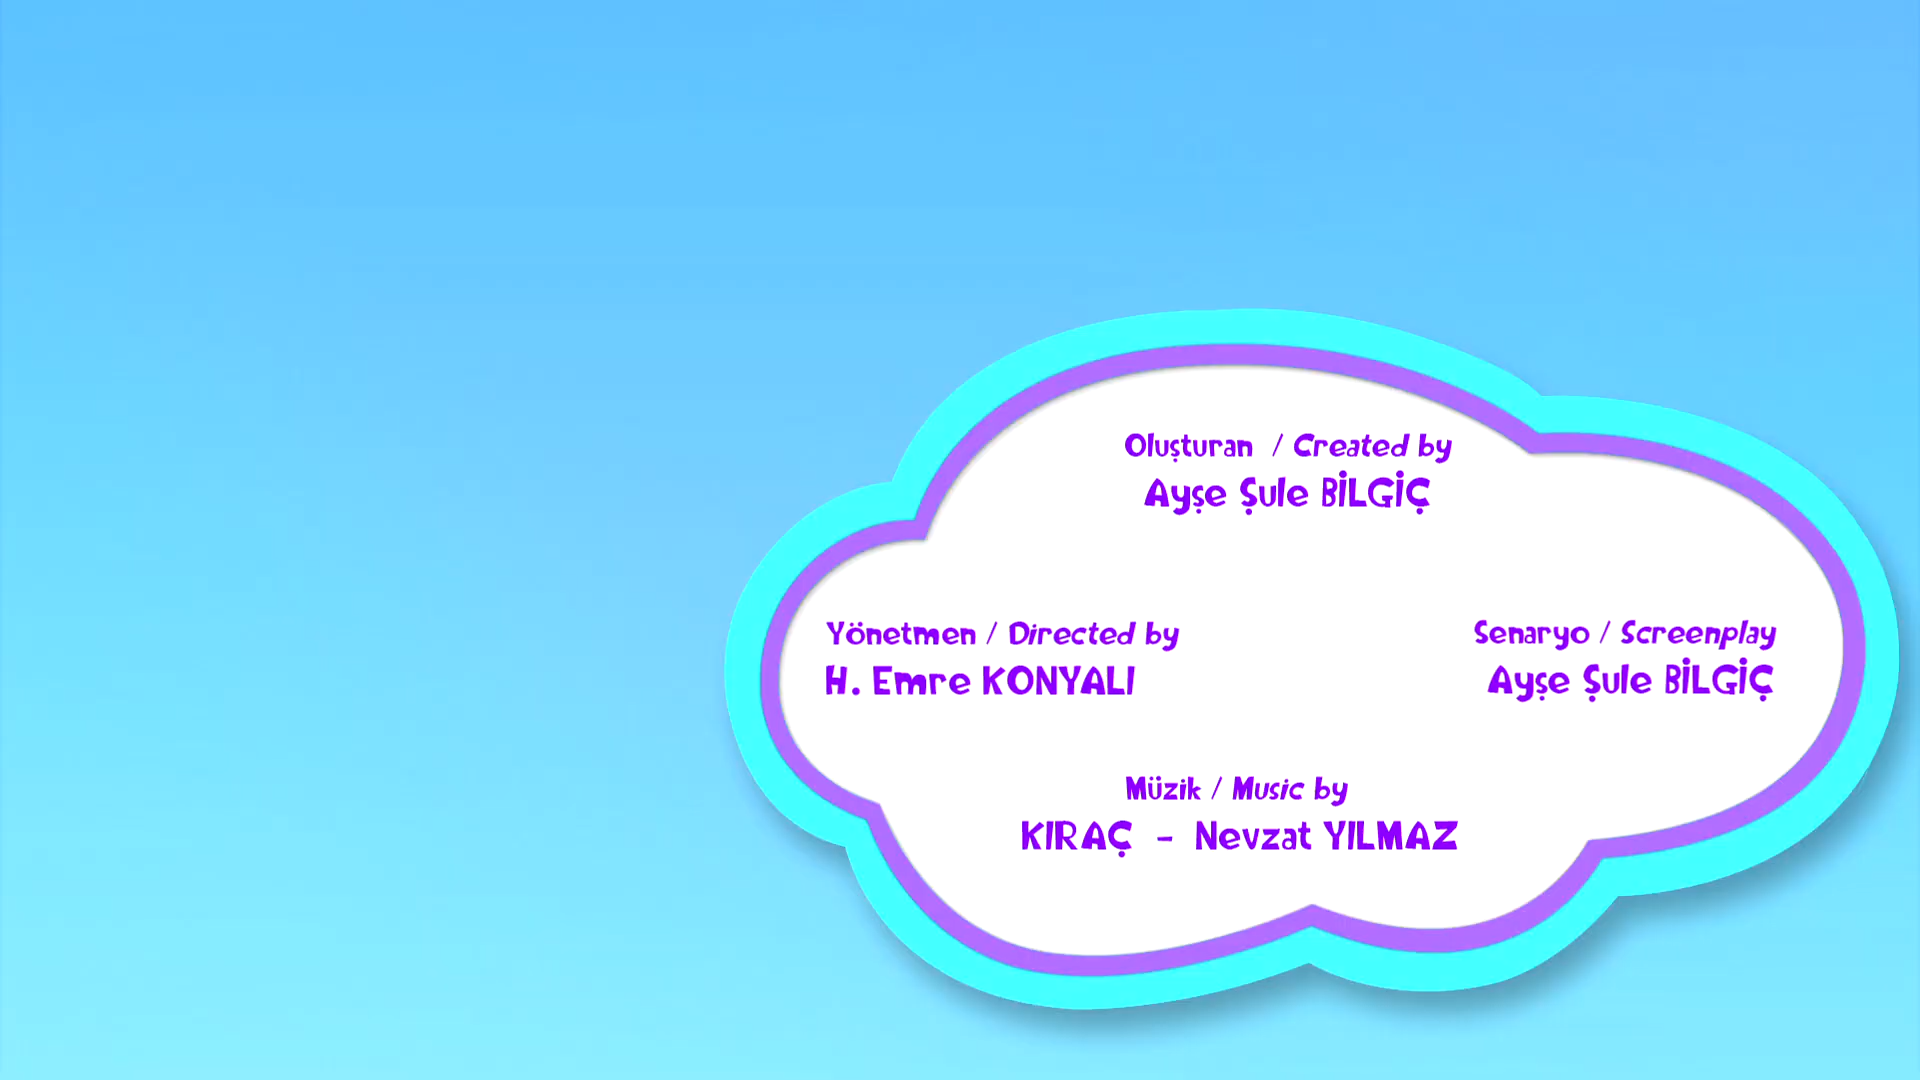 Oluşturan / Created by
Ayşe Şule BİLGİÇ
Yönetmen / Directed by
H. Emre KONYALI
Senaryo / Screenplay
Ayşe Şule BİLGİÇ
Müzik / Music by
KIRAÇ - Nevzat YILMAZ